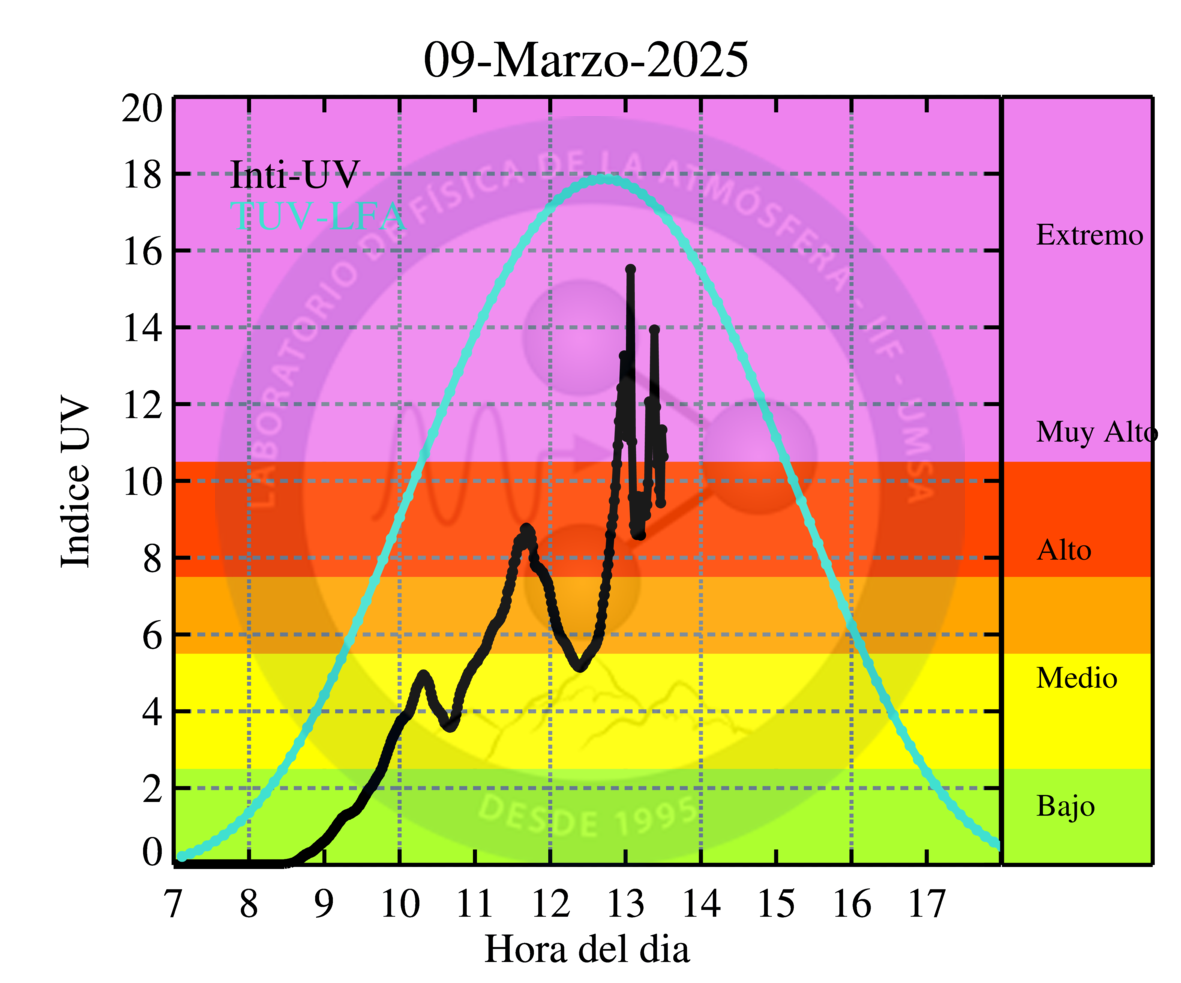 09-Marzo-2025
20
18
16
14
12
10
8
6
4
2
0
Indice UV
Inti-UV
TUV-LFA
LABORATORIO DE FÍSICA DE LA ATMÓSFERA - IIF - UMSA
DESDE 1995
Extremo
Muy Alto
Alto
Medio
Bajo
7 8 9 10 11 12 13 14 15 16 17
Hora del dia